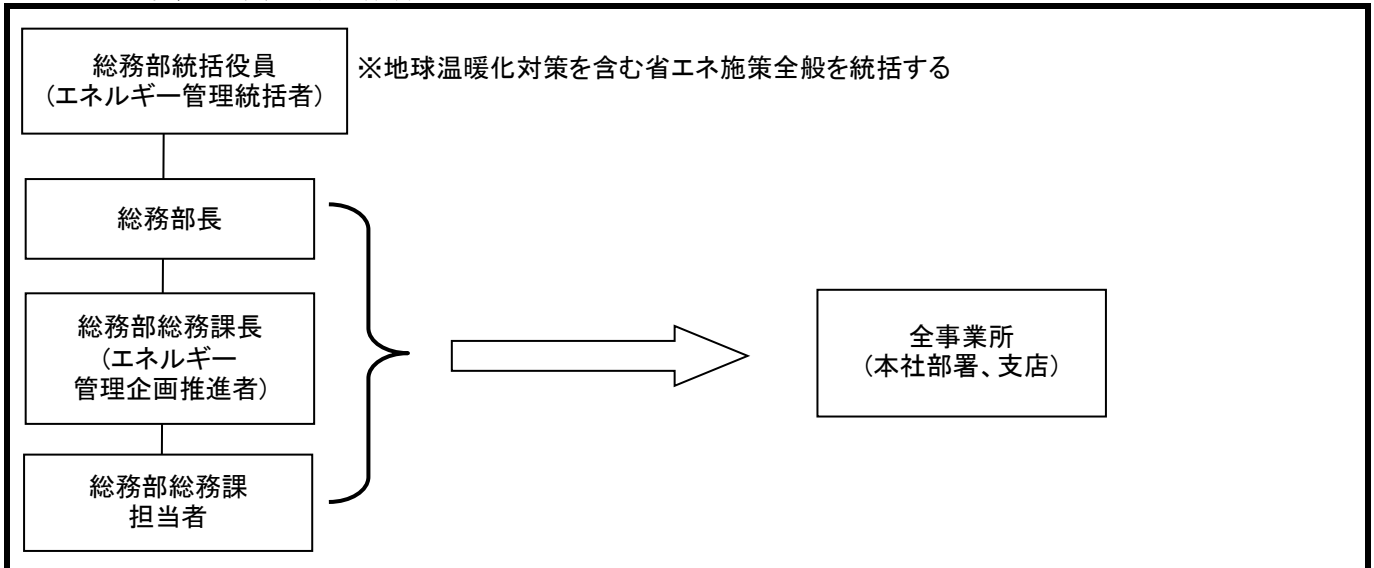 総務部統括役員
(エネルギー管理統括者)
※地球温暖化対策を含む省エネ施策全般を統括する
総務部長
総務部総務課長
(エネルギー
管理企画推進者)
全事業所
(本社部署、支店)
総務部総務課
担当者